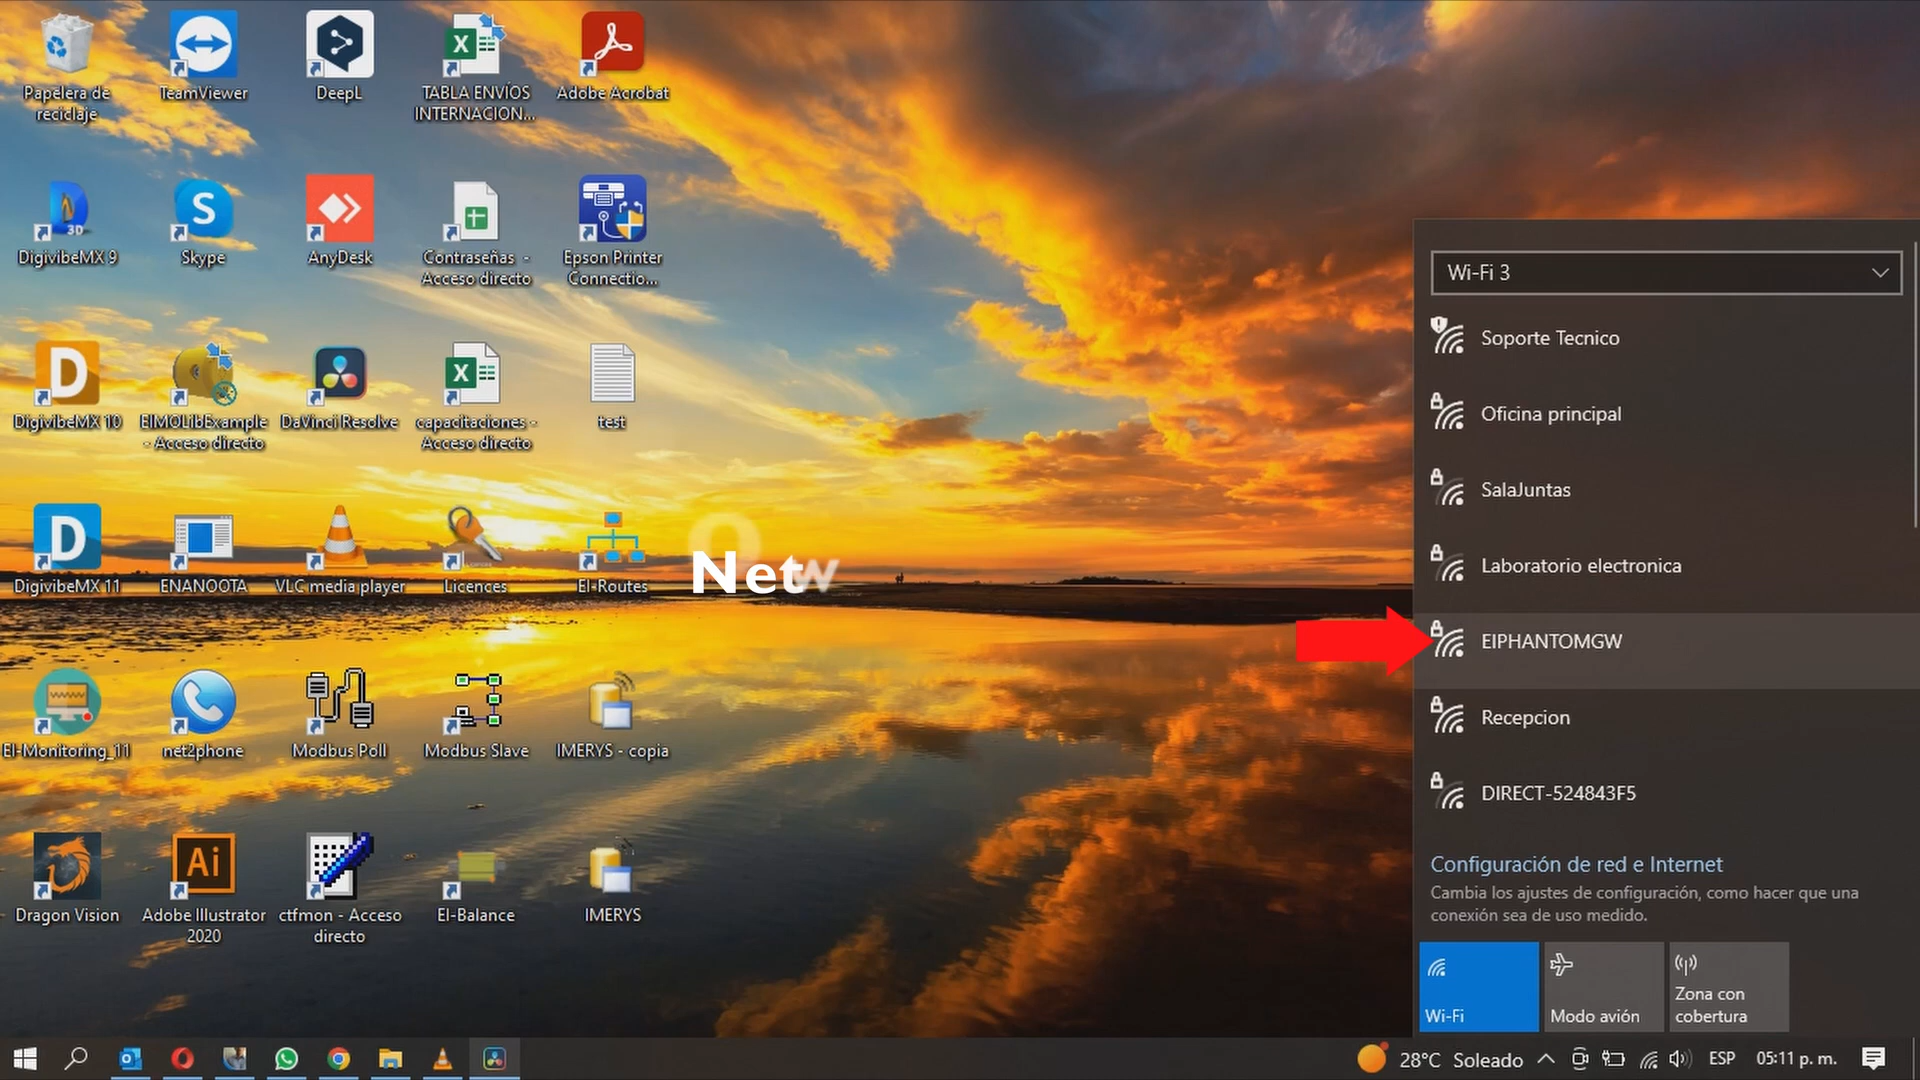 Papelera de
reciclaje
TeamViewer
DeepL
TABLA ENVÍOS
INTERNACION...
Adobe Acrobat
DigivibeMX 9
Skype
AnyDesk
Contraseñas -
Acceso directo
Epson Printer
Connectio...
DigivibeMX 10
EIMOLibExample
- Acceso directo
DaVinci Resolve
capacitaciones -
Acceso directo
test
DigivibeMX 11
ENANOOTA
VLC media player
Licences
EI-Routes
Netw
EI-Monitoring_11
net2phone
Modbus Poll
Modbus Slave
IMERYS - copia
Dragon Vision
Adobe Illustrator
2020
ctfmon - Acceso
directo
EI-Balance
IMERYS
Wi-Fi 3
Soporte Tecnico
Oficina principal
SalaJuntas
Laboratorio electronica
EIPHANTOMGW
Recepcion
DIRECT-524843F5
Configuración de red e Internet
Cambia los ajustes de configuración, como hacer que una
conexión sea de uso medido.
Wi-Fi
Modo avión
Zona con
cobertura
28°C Soleado
ESP
05:11 p. m.